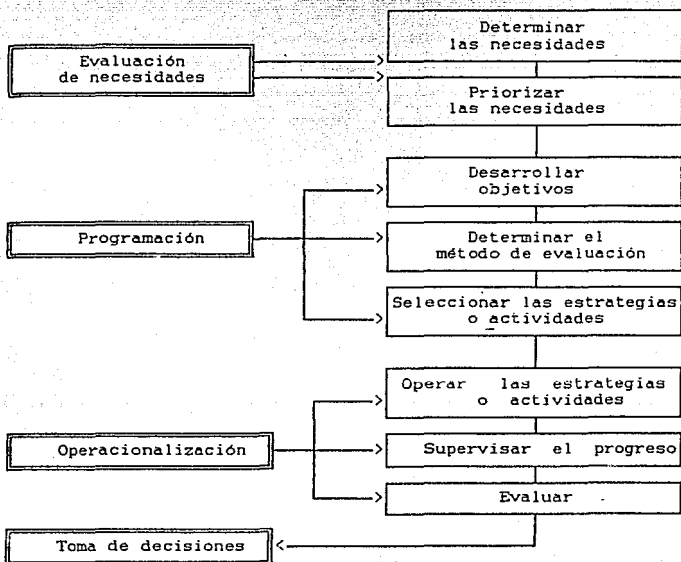 Determinar
las necesidades
Evaluación
de necesidades
Priorizar
las necesidades
Desarrollar
objetivos
Programación
Determinar el
método de evaluación
Seleccionar las estrategias
o actividades
Operar las estrategias
o actividades
Operacionalización
Supervisar el progreso
Evaluar
Toma de decisiones